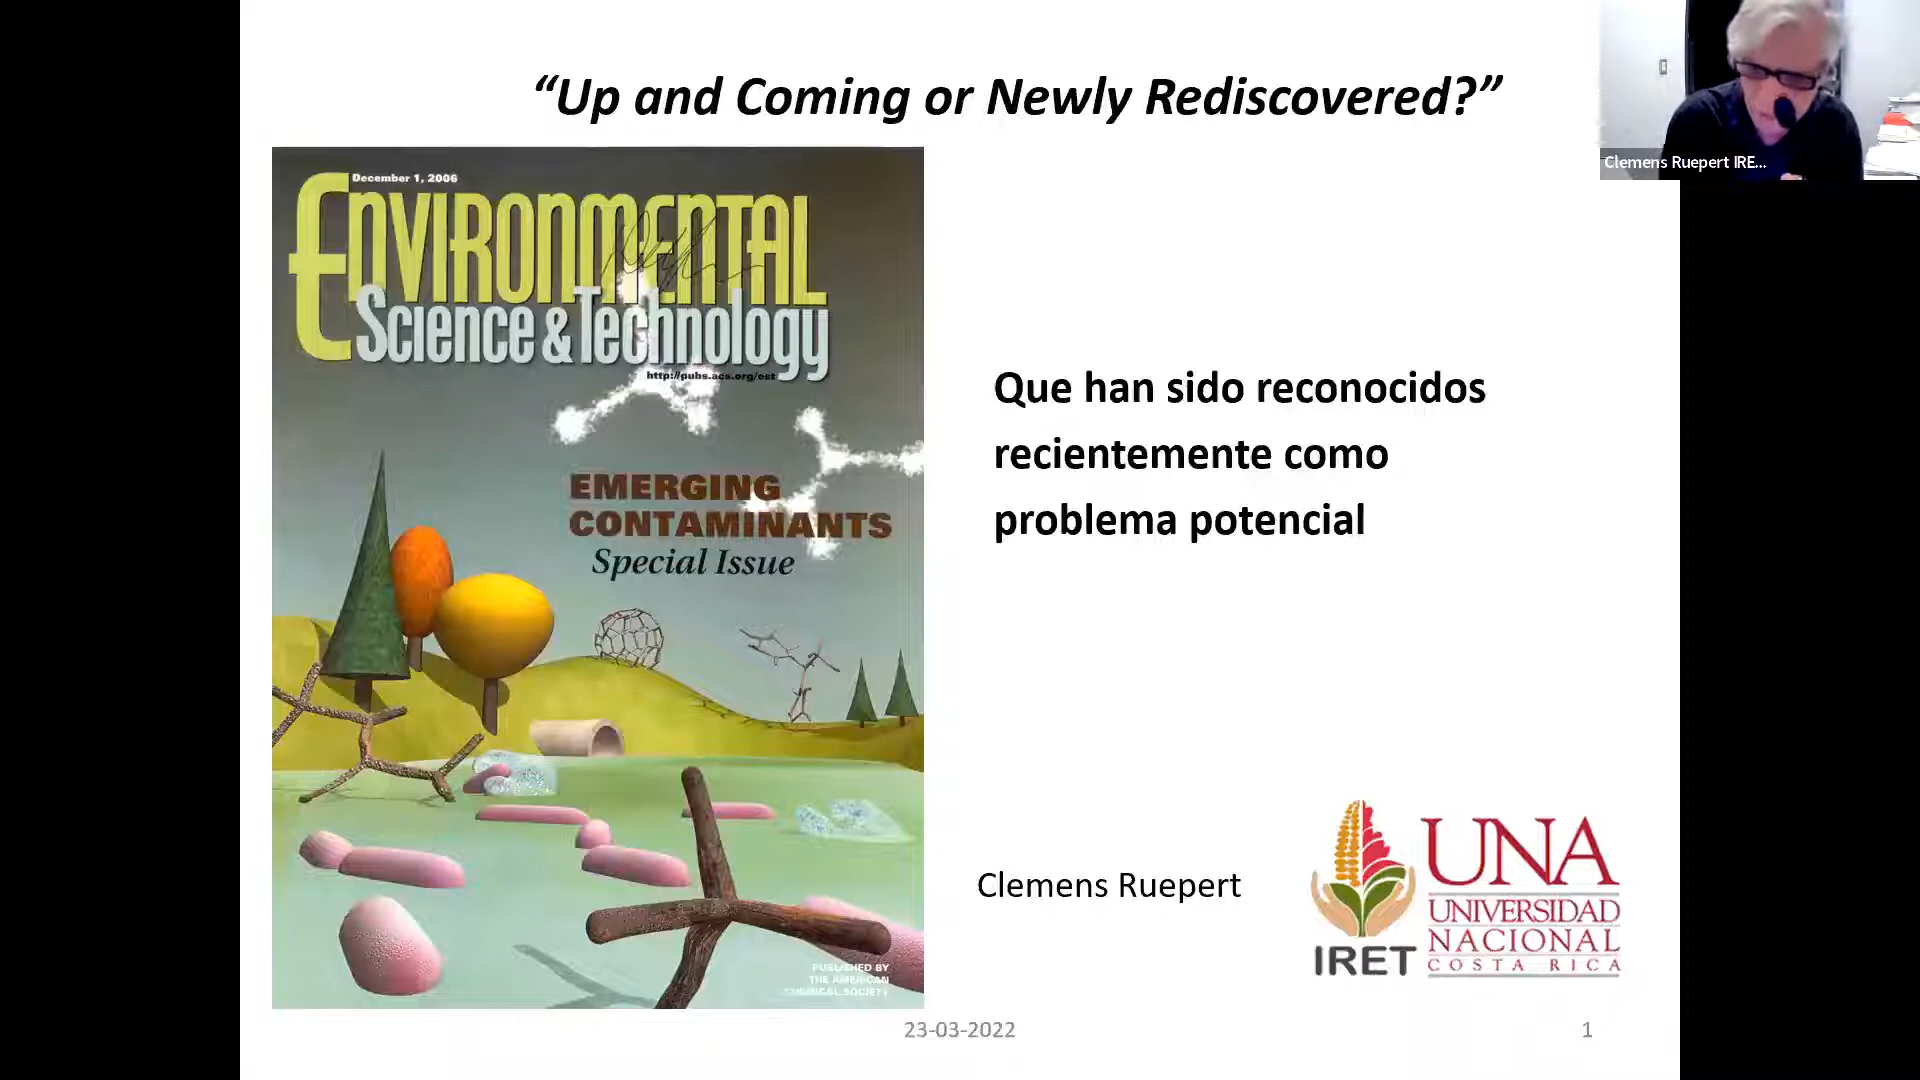 “Up and Coming or Newly Rediscovered?”
Clemens Ruepert IRE...
December 1, 2006
ENVIRONMENTAL
Science & Technology
http://pubs.acs.org/est
EMERGING
CONTAMINANTS
Special Issue
PUBLISHED BY
THE AMERICAN
CHEMICAL SOCIETY
Que han sido reconocidos
recientemente como
problema potencial
Clemens Ruepert
IRET
UNA
UNIVERSIDAD
NACIONAL
COSTA RICA
23-03-2022
1